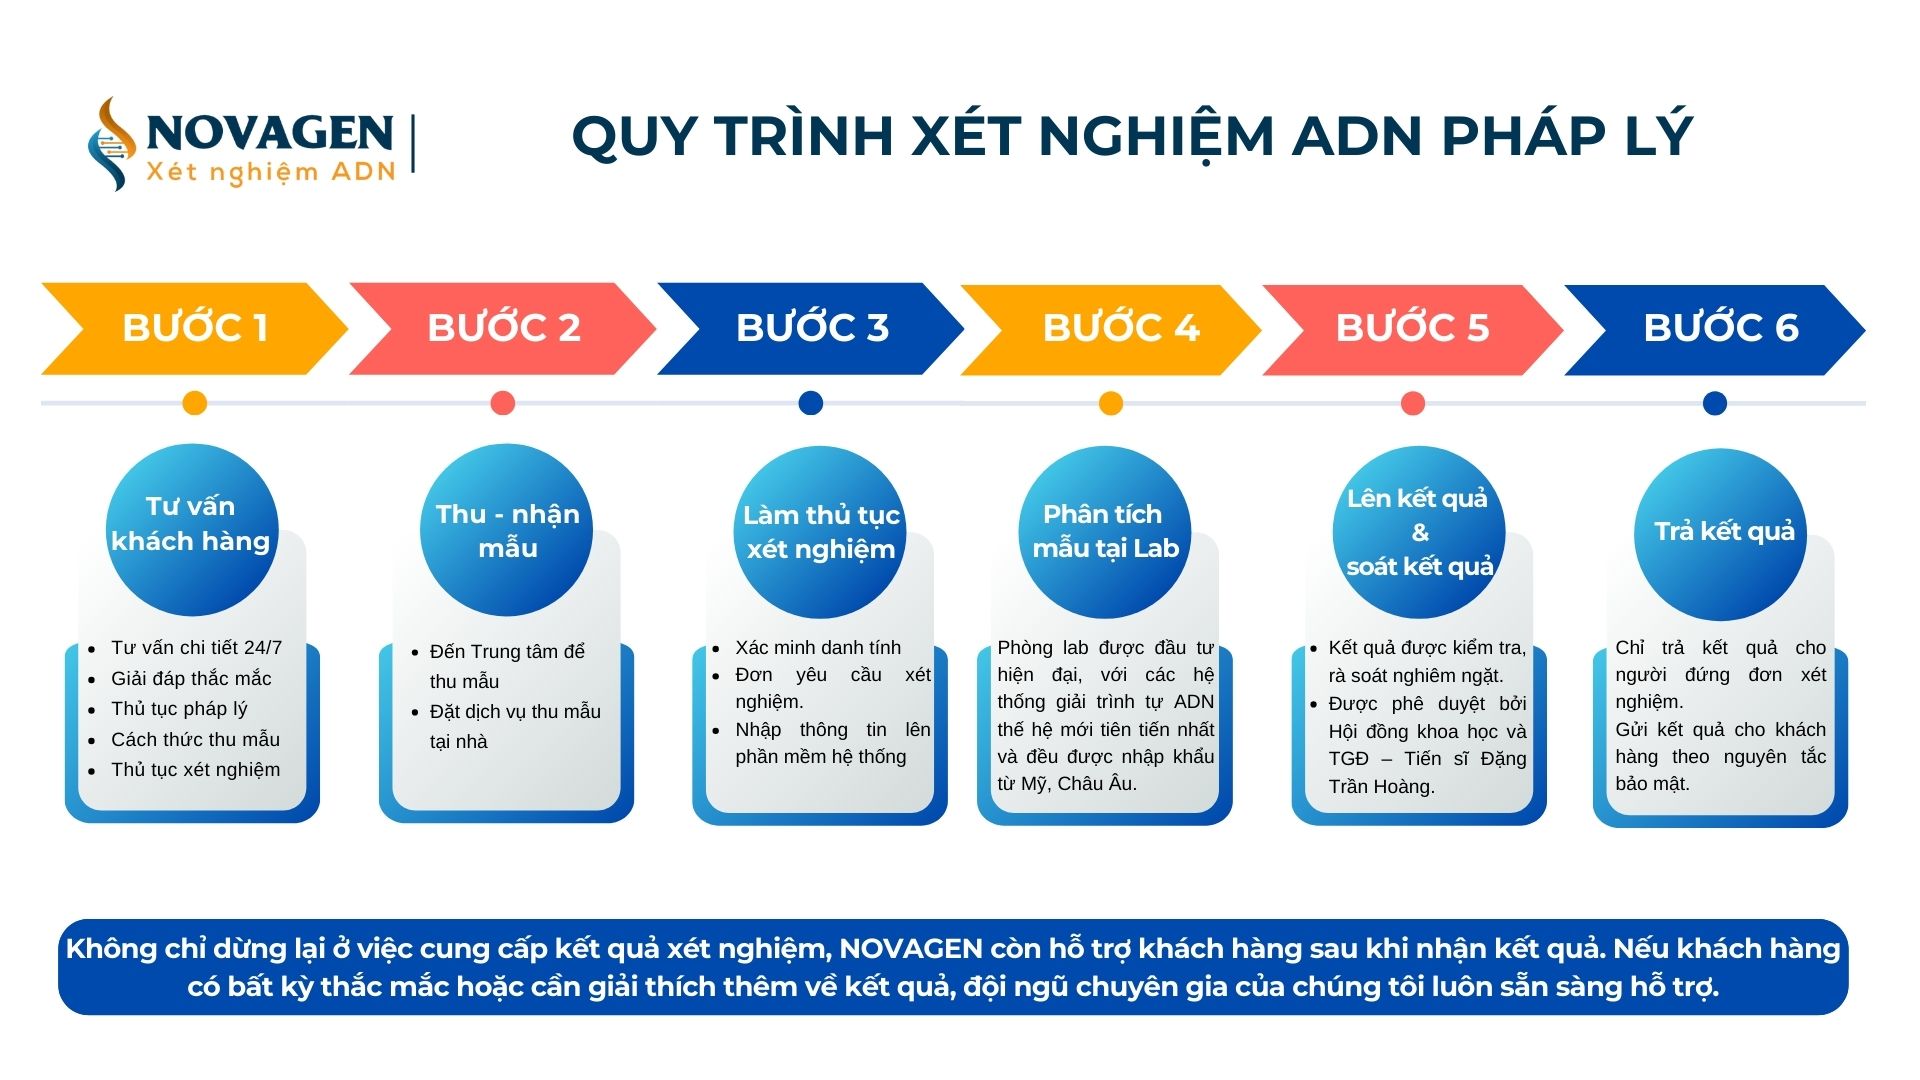 NOVAGEN
Xét nghiệm ADN
QUY TRÌNH XÉT NGHIỆM ADN PHÁP LÝ
BƯỚC 1
BƯỚC 2
BƯỚC 3
BƯỚC 4
BƯỚC 5
BƯỚC 6
Tư vấn
khách hàng
• Tư vấn chi tiết 24/7
• Giải đáp thắc mắc
• Thủ tục pháp lý
• Cách thức thu mẫu
• Thủ tục xét nghiệm
Thu - nhận
mẫu
• Đến Trung tâm để
thu mẫu
• Đặt dịch vụ thu mẫu
tại nhà
Làm thủ tục
xét nghiệm
• Xác minh danh tính
• Đơn yêu cầu xét
nghiệm.
• Nhập thông tin lên
phần mềm hệ thống
Phân tích
mẫu tại Lab
Phòng lab được đầu tư
hiện đại, với các hệ
thống giải trình tự ADN
thế hệ mới tiên tiến nhất
và đều được nhập khẩu
từ Mỹ, Châu Âu.
Lên kết quả
&
soát kết quả
• Kết quả được kiểm tra,
rà soát nghiêm ngặt.
• Được phê duyệt bởi
Hội đồng khoa học và
TGĐ – Tiến sĩ Đặng
Trần Hoàng.
Trả kết quả
Chỉ trả kết quả cho
người đứng đơn xét
nghiệm.
Gửi kết quả cho khách
hàng theo nguyên tắc
bảo mật.
Không chỉ dừng lại ở việc cung cấp kết quả xét nghiệm, NOVAGEN còn hỗ trợ khách hàng sau khi nhận kết quả. Nếu khách hàng
có bất kỳ thắc mắc hoặc cần giải thích thêm về kết quả, đội ngũ chuyên gia của chúng tôi luôn sẵn sàng hỗ trợ.